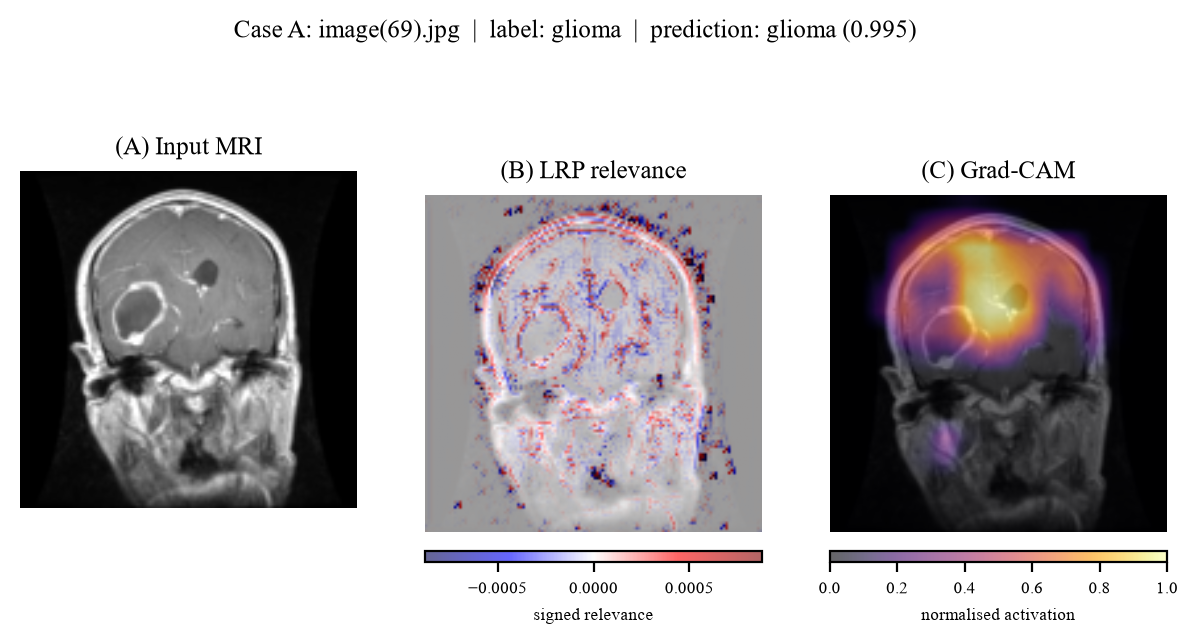 Case A: image(69).jpg | label: glioma | prediction: glioma (0.995)
(A) Input MRI
(B) LRP relevance
(C) Grad-CAM
−0.0005 0.0000 0.0005
signed relevance
0.0 0.2 0.4 0.6 0.8 1.0
normalised activation